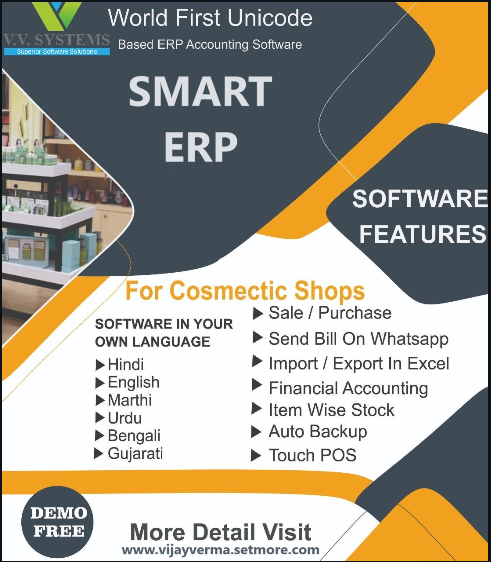 V.V. SYSTEMS
Superior Software Solutions
World First Unicode
Based ERP Accounting Software
SMART
ERP
SOFTWARE
FEATURES
For Cosmectic Shops
SOFTWARE IN YOUR
OWN LANGUAGE
Hindi
English
Marthi
Urdu
Bengali
Gujarati
Sale / Purchase
Send Bill On Whatsapp
Import / Export In Excel
Financial Accounting
Item Wise Stock
Auto Backup
Touch POS
DEMO
FREE
More Detail Visit
www.vijayverma.setmore.com